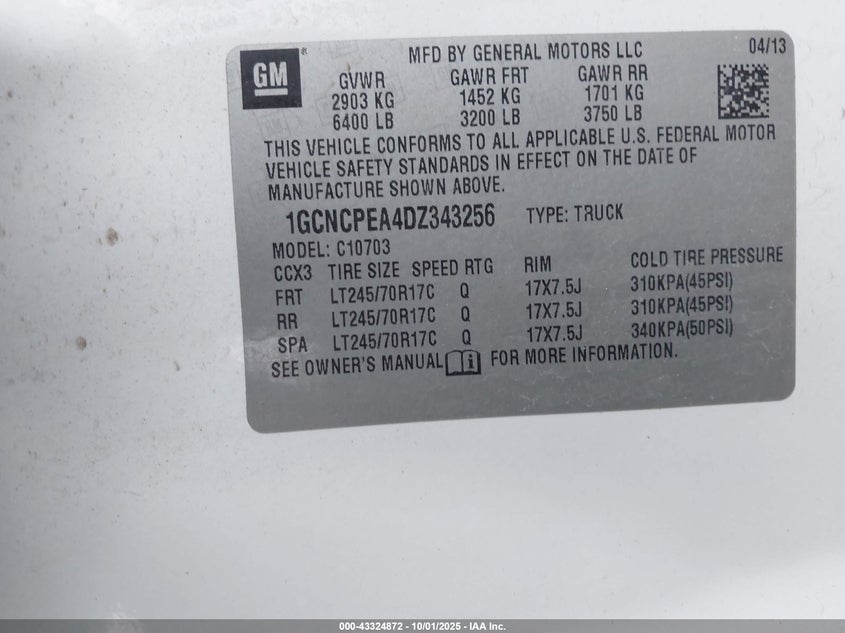 GM®
MFD BY GENERAL MOTORS LLC 04/13
GVWR GAWR FRT GAWR RR
2903 KG 1452 KG 1701 KG
6400 LB 3200 LB 3750 LB
THIS VEHICLE CONFORMS TO ALL APPLICABLE U.S. FEDERAL MOTOR
VEHICLE SAFETY STANDARDS IN EFFECT ON THE DATE OF
MANUFACTURE SHOWN ABOVE.
1GCNCPEA4DZ343256 TYPE: TRUCK
MODEL: C10703
CCX3 TIRE SIZE SPEED RTG RIM COLD TIRE PRESSURE
FRT LT245/70R17C Q 17X7.5J 310KPA(45PSI)
RR LT245/70R17C Q 17X7.5J 310KPA(45PSI)
SPA LT245/70R17C Q 17X7.5J 340KPA(50PSI)
SEE OWNER'S MANUAL i FOR MORE INFORMATION.
000-43324872 - 10/01/2025 - IAA Inc.